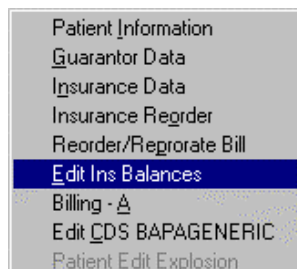 Patient Information
Guarantor Data
Insurance Data
Insurance Reorder
Reorder/Reprorate Bill
Edit Ins Balances
Billing - A
Edit CDS BAPAGENERIC
Patient Edit Explosion